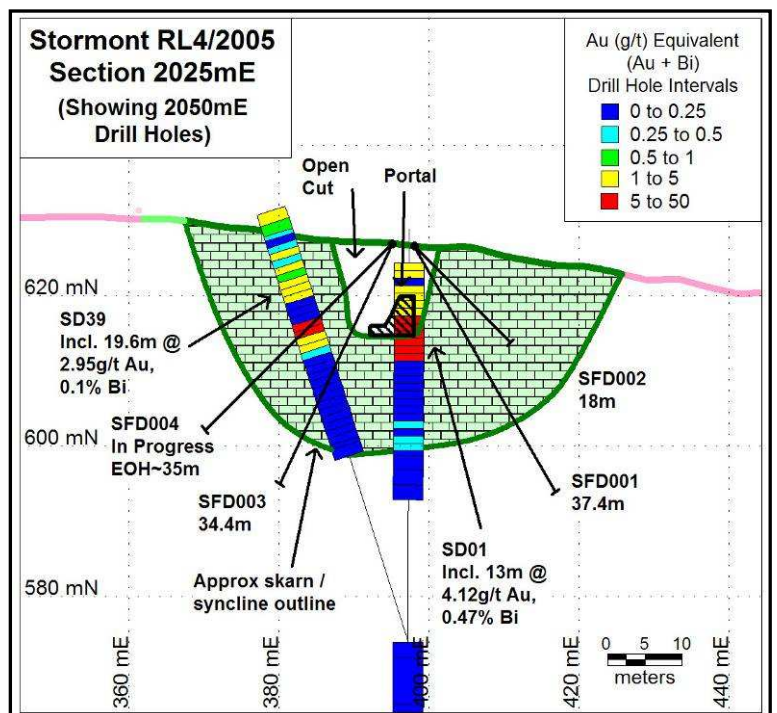 Stormont RL4/2005
Section 2025mE
(Showing 2050mE
Drill Holes)
Au (g/t) Equivalent
(Au + Bi)
Drill Hole Intervals
0 to 0.25
0.25 to 0.5
0.5 to 1
1 to 5
5 to 50
Open
Cut
Portal
620 mN
SD39
Incl. 19.6m @
2.95g/t Au,
0.1% Bi
SFD002
18m
SFD004
In Progress
EOH~35m
600 mN
SFD003
34.4m
SFD001
37.4m
SD01
Incl. 13m @
4.12g/t Au,
0.47% Bi
Approx skarn /
syncline outline
580 mN
360 mE
380 mE
400 mE
420 mE
440 mE
0 5 10
meters